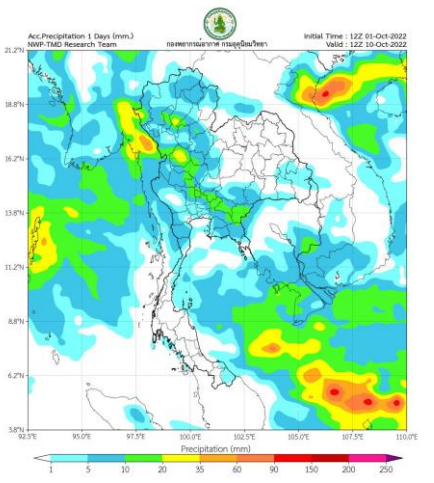 Acc.Precipitation 1 Days (mm.)
Initial Time : 12Z 01-Oct-2022
NWP-TMD Research Team
กองพยากรณ์อากาศ กรมอุตุนิยมวิทยา
Valid : 12Z 10-Oct-2022
21.2°N
18.8°N
16.2°N
13.8°N
11.2°N
8.8°N
6.2°N
3.8°N
92.5°E 95.0°E 97.5°E 100.0°E 102.5°E 105.0°E 107.5°E 110.0°E
Precipitation (mm)
1 5 10 20 35 60 90 150 200 250